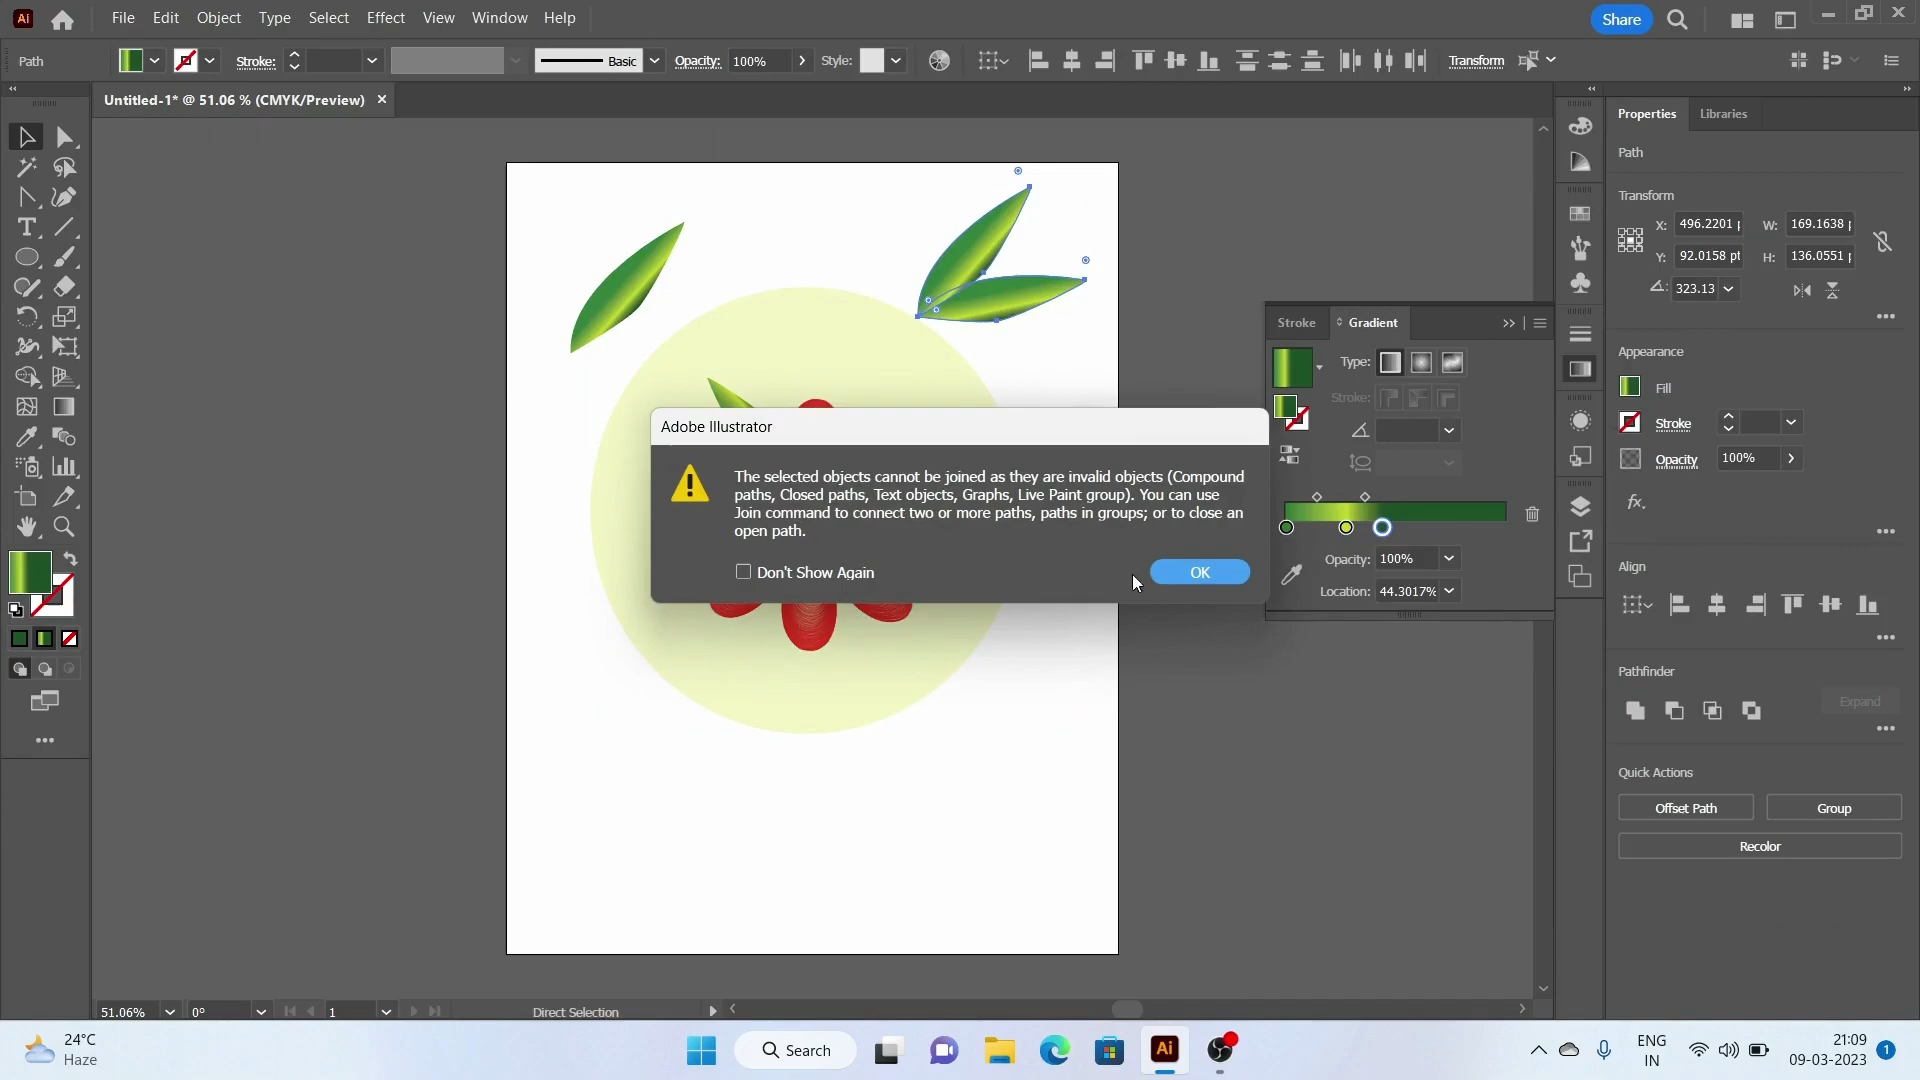 Ai File Edit Object Type Select Effect View Window Help Share
Path Stroke: Basic Opacity: 100% Style: Transform
Untitled-1* @ 51.06 % (CMYK/Preview)
Properties Libraries
Path
Transform
X: 496.2201 W: 169.1638
Y: 92.0158 pt H: 136.0551
323.13
Appearance
Fill
Stroke
Opacity 100%
fx.
Align
Pathfinder
Expand
Quick Actions
Offset Path Group
Recolor
Stroke Gradient
Type:
Stroke:
Opacity: 100%
Location: 44.3017%
Adobe Illustrator
The selected objects cannot be joined as they are invalid objects (Compound
paths, Closed paths, Text objects, Graphs, Live Paint group). You can use
Join command to connect two or more paths, paths in groups; or to close an
open path.
Don't Show Again OK
51.06% 0° 1 Direct Selection
24°C
Haze
Search
Ai
ENG
IN
21:09
09-03-2023
1